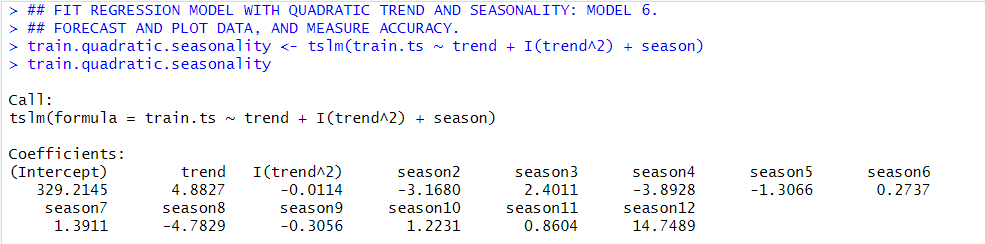 > ## FIT REGRESSION MODEL WITH QUADRATIC TREND AND SEASONALITY: MODEL 6.
> ## FORECAST AND PLOT DATA, AND MEASURE ACCURACY.
> train.quadratic.seasonality <- tslm(train.ts ~ trend + I(trend^2) + season)
> train.quadratic.seasonality
Call:
tslm(formula = train.ts ~ trend + I(trend^2) + season)
Coefficients:
(Intercept) trend I(trend^2) season2 season3 season4 season5 season6
329.2145 4.8827 -0.0114 -3.1680 2.4011 -3.8928 -1.3066 0.2737
season7 season8 season9 season10 season11 season12
1.3911 -4.7829 -0.3056 1.2231 0.8604 14.7489